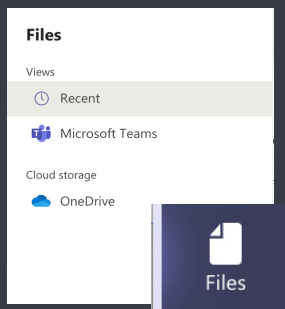 Files
Views
Recent
Microsoft Teams
Cloud storage
OneDrive
Files